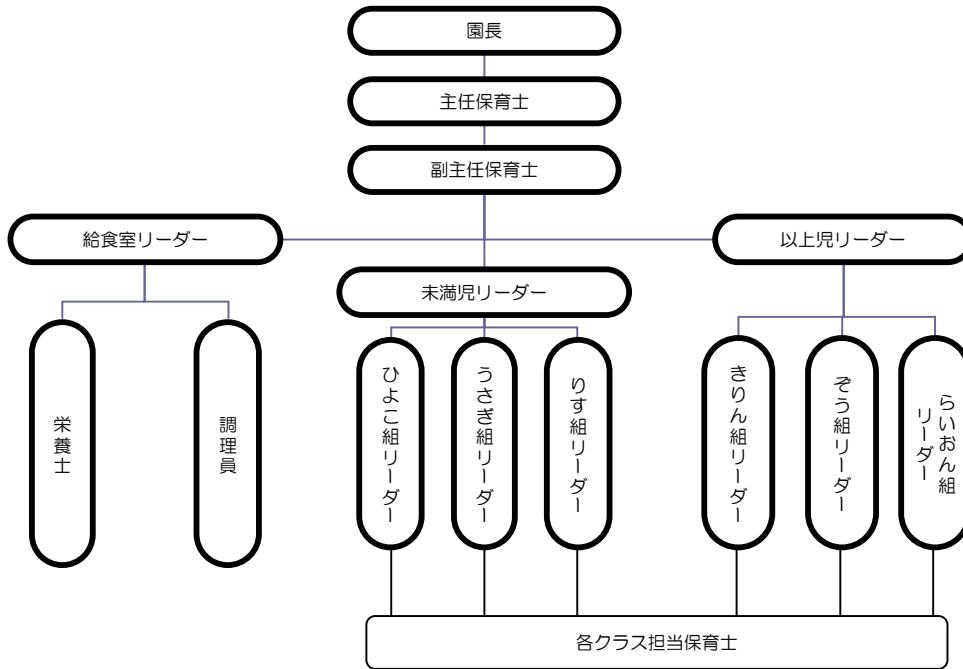 園長
主任保育士
副主任保育士
給食室リーダー
以上児リーダー
未満児リーダー
栄養士
調理員
ひよこ組リーダー
うさぎ組リーダー
りす組リーダー
きりん組リーダー
ぞう組リーダー
らいおん組
リーダー
各クラス担当保育士